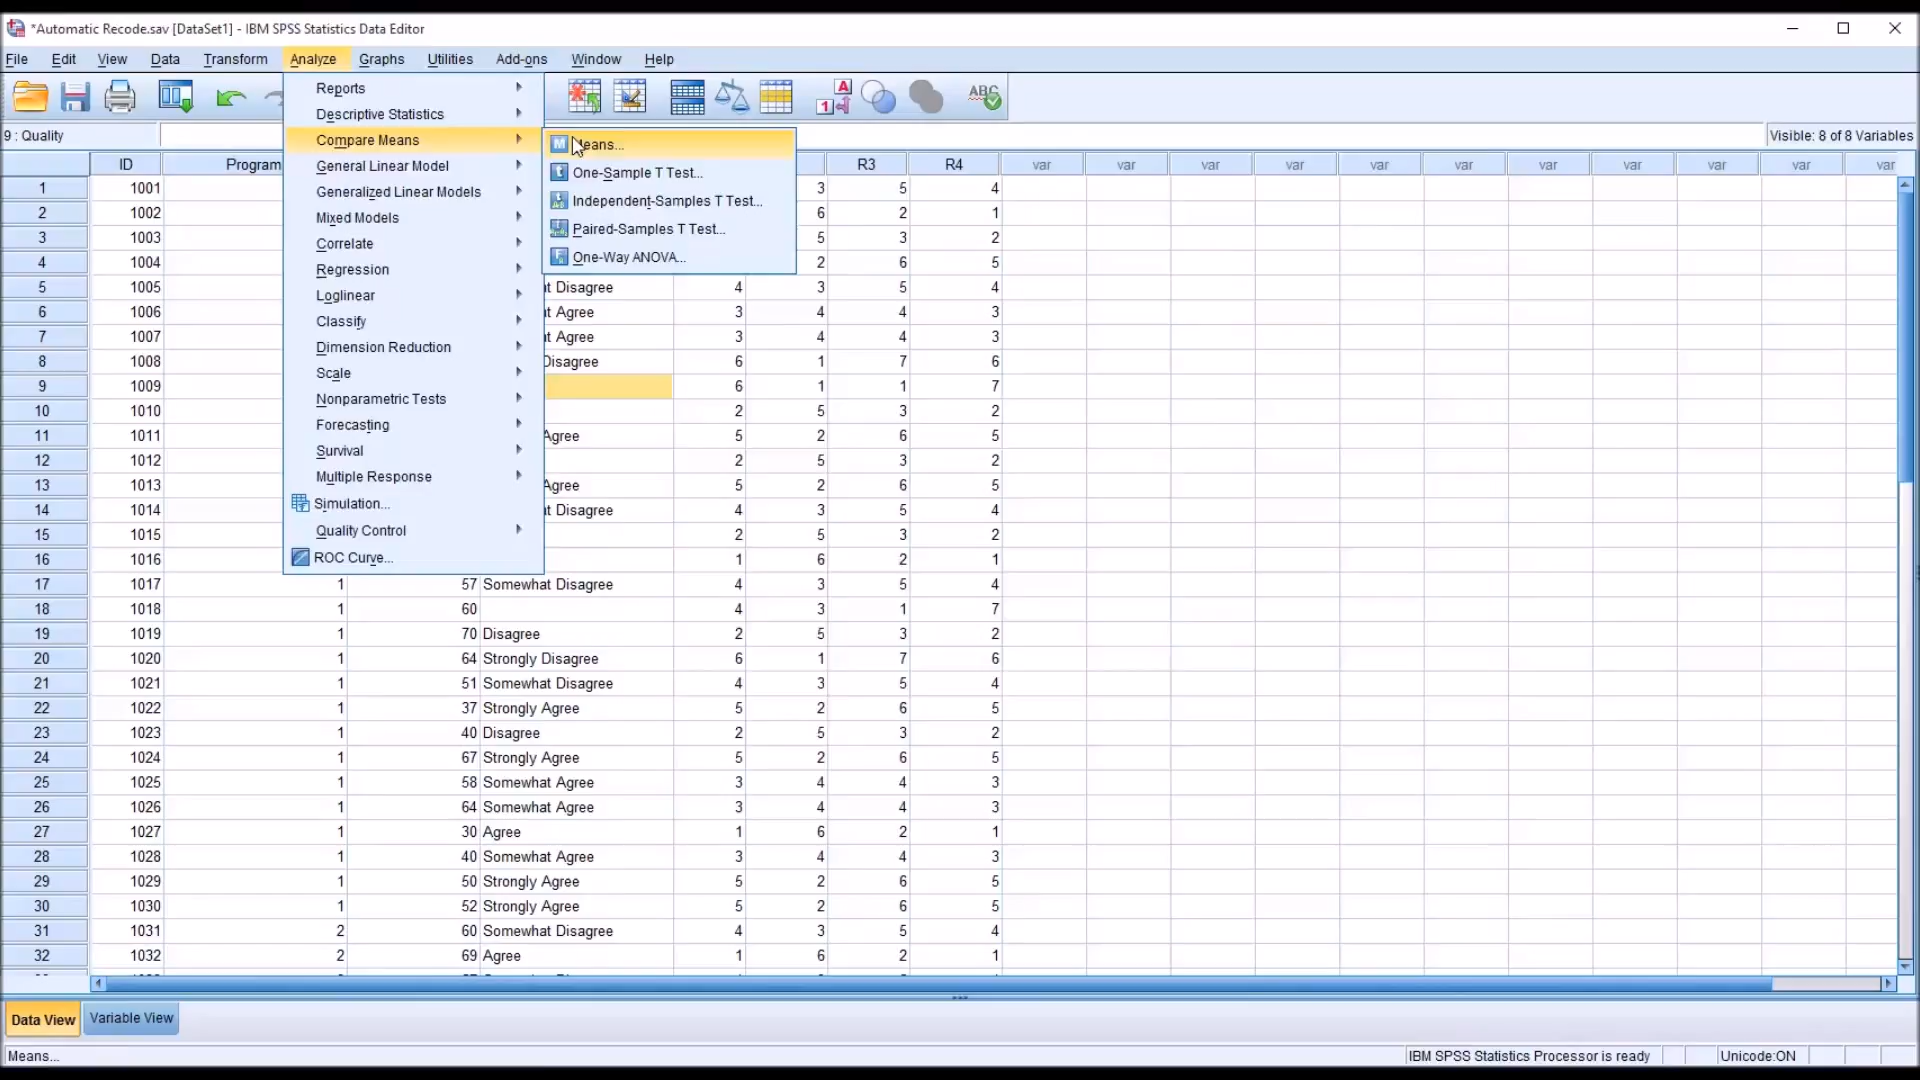 *Automatic Recode.sav [DataSet1] - IBM SPSS Statistics Data Editor
File Edit View Data Transform Analyze Graphs Utilities Add-ons Window Help
Reports
Descriptive Statistics
Compare Means
General Linear Model
Generalized Linear Models
Mixed Models
Correlate
Regression
Loglinear
Classify
Dimension Reduction
Scale
Nonparametric Tests
Forecasting
Survival
Multiple Response
Simulation...
Quality Control
ROC Curve...
M eans...
One-Sample T Test...
Independent-Samples T Test...
Paired-Samples T Test...
One-Way ANOVA...
1 A
ABC
9 : Quality Visible: 8 of 8 Variables
ID Program R3 R4 var var var var var var var var var var var
1 1001 3 5 4
2 1002 6 2 1
3 1003 5 3 2
4 1004 2 6 5
5 1005 t Disagree 4 3 5 4
6 1006 t Agree 3 4 4 3
7 1007 t Agree 3 4 4 3
8 1008 Disagree 6 1 7 6
9 1009 6 1 1 7
10 1010 2 5 3 2
11 1011 Agree 5 2 6 5
12 1012 2 5 3 2
13 1013 Agree 5 2 6 5
14 1014 t Disagree 4 3 5 4
15 1015 2 5 3 2
16 1016 1 6 2 1
17 1017 1 57 Somewhat Disagree 4 3 5 4
18 1018 1 60 4 3 1 7
19 1019 1 70 Disagree 2 5 3 2
20 1020 1 64 Strongly Disagree 6 1 7 6
21 1021 1 51 Somewhat Disagree 4 3 5 4
22 1022 1 37 Strongly Agree 5 2 6 5
23 1023 1 40 Disagree 2 5 3 2
24 1024 1 67 Strongly Agree 5 2 6 5
25 1025 1 58 Somewhat Agree 3 4 4 3
26 1026 1 64 Somewhat Agree 3 4 4 3
27 1027 1 30 Agree 1 6 2 1
28 1028 1 40 Somewhat Agree 3 4 4 3
29 1029 1 50 Strongly Agree 5 2 6 5
30 1030 1 52 Strongly Agree 5 2 6 5
31 1031 2 60 Somewhat Disagree 4 3 5 4
32 1032 2 69 Agree 1 6 2 1
Data View Variable View
Means... IBM SPSS Statistics Processor is ready Unicode:ON